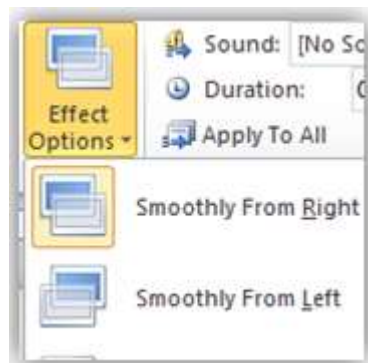 Sound: [No So
Duration:
Effect
Options
Apply To All
Smoothly From Right
Smoothly From Left